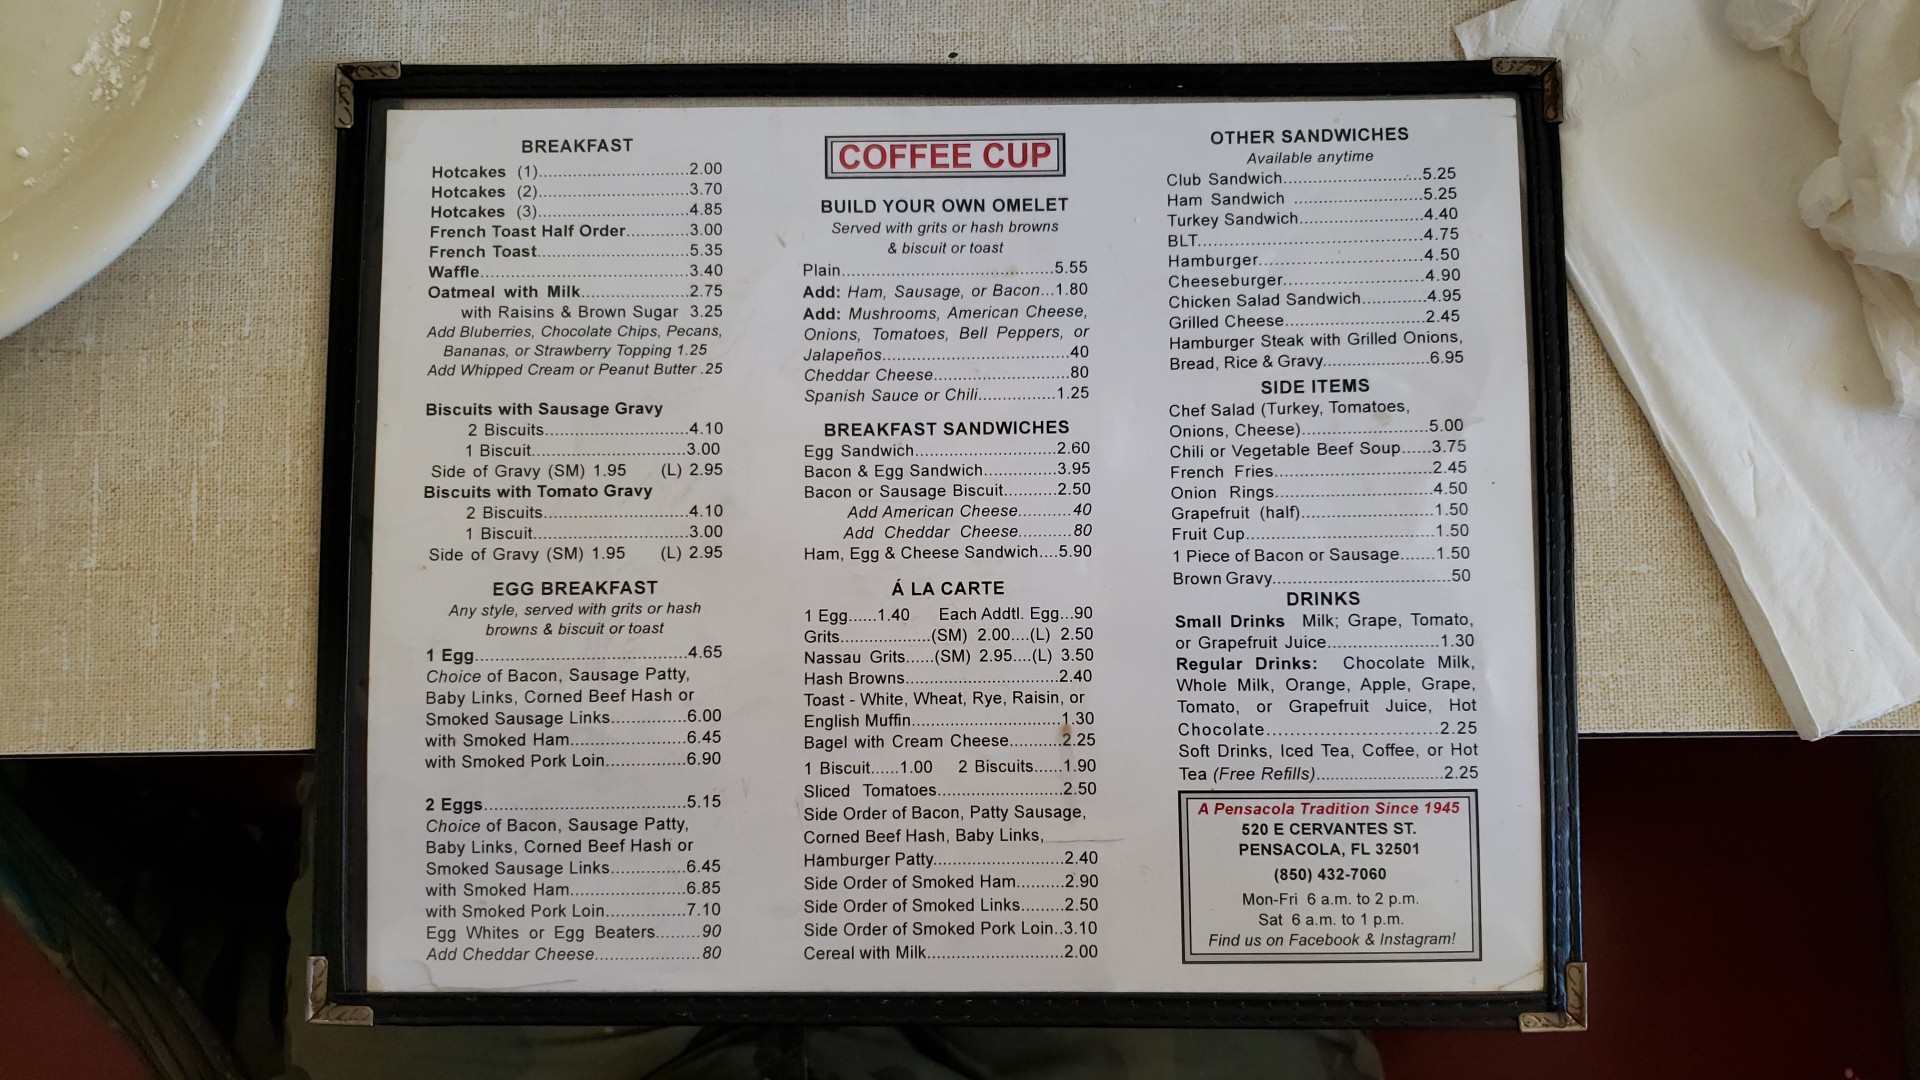 BREAKFAST
Hotcakes (1)..............................2.00
Hotcakes (2)..............................3.70
Hotcakes (3)..............................4.85
French Toast Half Order............3.00
French Toast..............................5.35
Waffle..........................................3.40
Oatmeal with Milk......................2.75
with Raisins & Brown Sugar 3.25
Add Bluberries, Chocolate Chips, Pecans,
Bananas, or Strawberry Topping 1.25
Add Whipped Cream or Peanut Butter .25
Biscuits with Sausage Gravy
2 Biscuits.............................4.10
1 Biscuit...............................3.00
Side of Gravy (SM) 1.95 (L) 2.95
Biscuits with Tomato Gravy
2 Biscuits.............................4.10
1 Biscuit...............................3.00
Side of Gravy (SM) 1.95 (L) 2.95
EGG BREAKFAST
Any style, served with grits or hash
browns & biscuit or toast
1 Egg...........................................4.65
Choice of Bacon, Sausage Patty,
Baby Links, Corned Beef Hash or
Smoked Sausage Links...............6.00
with Smoked Ham.......................6.45
with Smoked Pork Loin................6.90
2 Eggs.........................................5.15
Choice of Bacon, Sausage Patty,
Baby Links, Corned Beef Hash or
Smoked Sausage Links...............6.45
with Smoked Ham.......................6.85
with Smoked Pork Loin................7.10
Egg Whites or Egg Beaters.........90
Add Cheddar Cheese.....................80
COFFEE CUP
BUILD YOUR OWN OMELET
Served with grits or hash browns
& biscuit or toast
Plain...........................................5.55
Add: Ham, Sausage, or Bacon...1.80
Add: Mushrooms, American Cheese,
Onions, Tomatoes, Bell Peppers, or
Jalapeños......................................40
Cheddar Cheese...........................80
Spanish Sauce or Chili................1.25
BREAKFAST SANDWICHES
Egg Sandwich............................2.60
Bacon & Egg Sandwich..............3.95
Bacon or Sausage Biscuit...........2.50
Add American Cheese...........40
Add Cheddar Cheese...........80
Ham, Egg & Cheese Sandwich....5.90
Á LA CARTE
1 Egg......1.40 Each Addtl. Egg...90
Grits..................(SM) 2.00....(L) 2.50
Nassau Grits......(SM) 2.95....(L) 3.50
Hash Browns...............................2.40
Toast - White, Wheat, Rye, Raisin, or
English Muffin..............................1.30
Bagel with Cream Cheese..........2.25
1 Biscuit......1.00 2 Biscuits......1.90
Sliced Tomatoes.........................2.50
Side Order of Bacon, Patty Sausage,
Corned Beef Hash, Baby Links,
Hamburger Patty..........................2.40
Side Order of Smoked Ham..........2.90
Side Order of Smoked Links.........2.50
Side Order of Smoked Pork Loin..3.10
Cereal with Milk...........................2.00
OTHER SANDWICHES
Available anytime
Club Sandwich............................5.25
Ham Sandwich ..........................5.25
Turkey Sandwich.........................4.40
BLT.............................................4.75
Hamburger.................................4.50
Cheeseburger............................4.90
Chicken Salad Sandwich.............4.95
Grilled Cheese............................2.45
Hamburger Steak with Grilled Onions,
Bread, Rice & Gravy.....................6.95
SIDE ITEMS
Chef Salad (Turkey, Tomatoes,
Onions, Cheese)..........................5.00
Chili or Vegetable Beef Soup......3.75
French Fries................................2.45
Onion Rings................................4.50
Grapefruit (half)...........................1.50
Fruit Cup......................................1.50
1 Piece of Bacon or Sausage.......1.50
Brown Gravy....................................50
DRINKS
Small Drinks Milk; Grape, Tomato,
or Grapefruit Juice.......................1.30
Regular Drinks: Chocolate Milk,
Whole Milk, Orange, Apple, Grape,
Tomato, or Grapefruit Juice, Hot
Chocolate...................................2.25
Soft Drinks, Iced Tea, Coffee, or Hot
Tea (Free Refills).........................2.25
A Pensacola Tradition Since 1945
520 E CERVANTES ST.
PENSACOLA, FL 32501
(850) 432-7060
Mon-Fri 6 a.m. to 2 p.m.
Sat 6 a.m. to 1 p.m.
Find us on Facebook & Instagram!